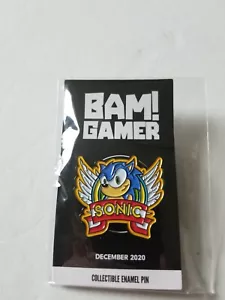 BAM!
GAMER
SONIC
DECEMBER 2020
COLLECTIBLE ENAMEL PIN